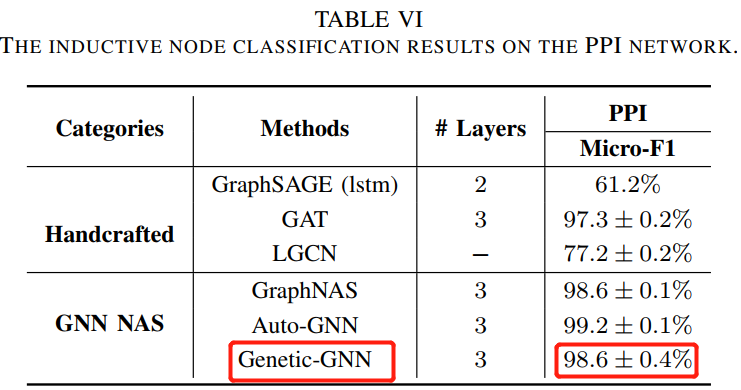 TABLE VI
THE INDUCTIVE NODE CLASSIFICATION RESULTS ON THE PPI NETWORK.
Categories Methods # Layers PPI
Micro-F1
Handcrafted GraphSAGE (lstm) 2 61.2%
GAT 3 97.3 ± 0.2%
LGCN – 77.2 ± 0.2%
GNN NAS GraphNAS 3 98.6 ± 0.1%
Auto-GNN 3 99.2 ± 0.1%
Genetic-GNN 3 98.6 ± 0.4%